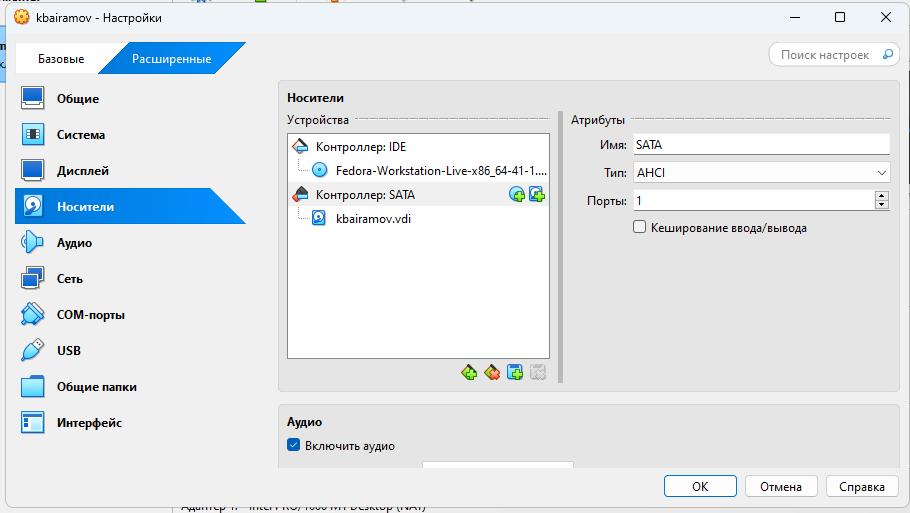 kbairamov - Настройки
Базовые
Расширенные
Поиск настроек
Общие
Система
Дисплей
Носители
Аудио
Сеть
COM-порты
USB
Общие папки
Интерфейс
Носители
Устройства
Контроллер: IDE
Fedora-Workstation-Live-x86_64-41-1....
Контроллер: SATA
kbairamov.vdi
Атрибуты
Имя: SATA
Тип: AHCI
Порты: 1
Кеширование ввода/вывода
Аудио
Включить аудио
OK
Отмена
Справка